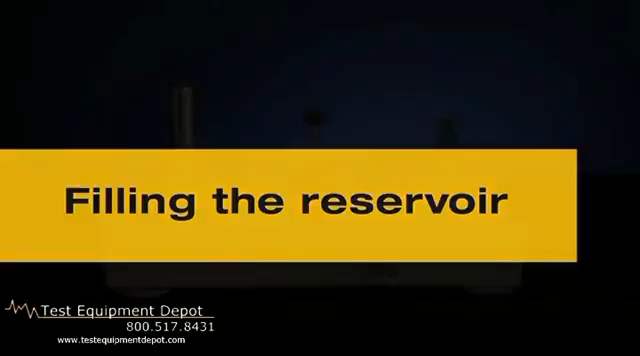 Filling the reservoir
Test Equipment Depot
800.517.8431
www.testequipmentdepot.com